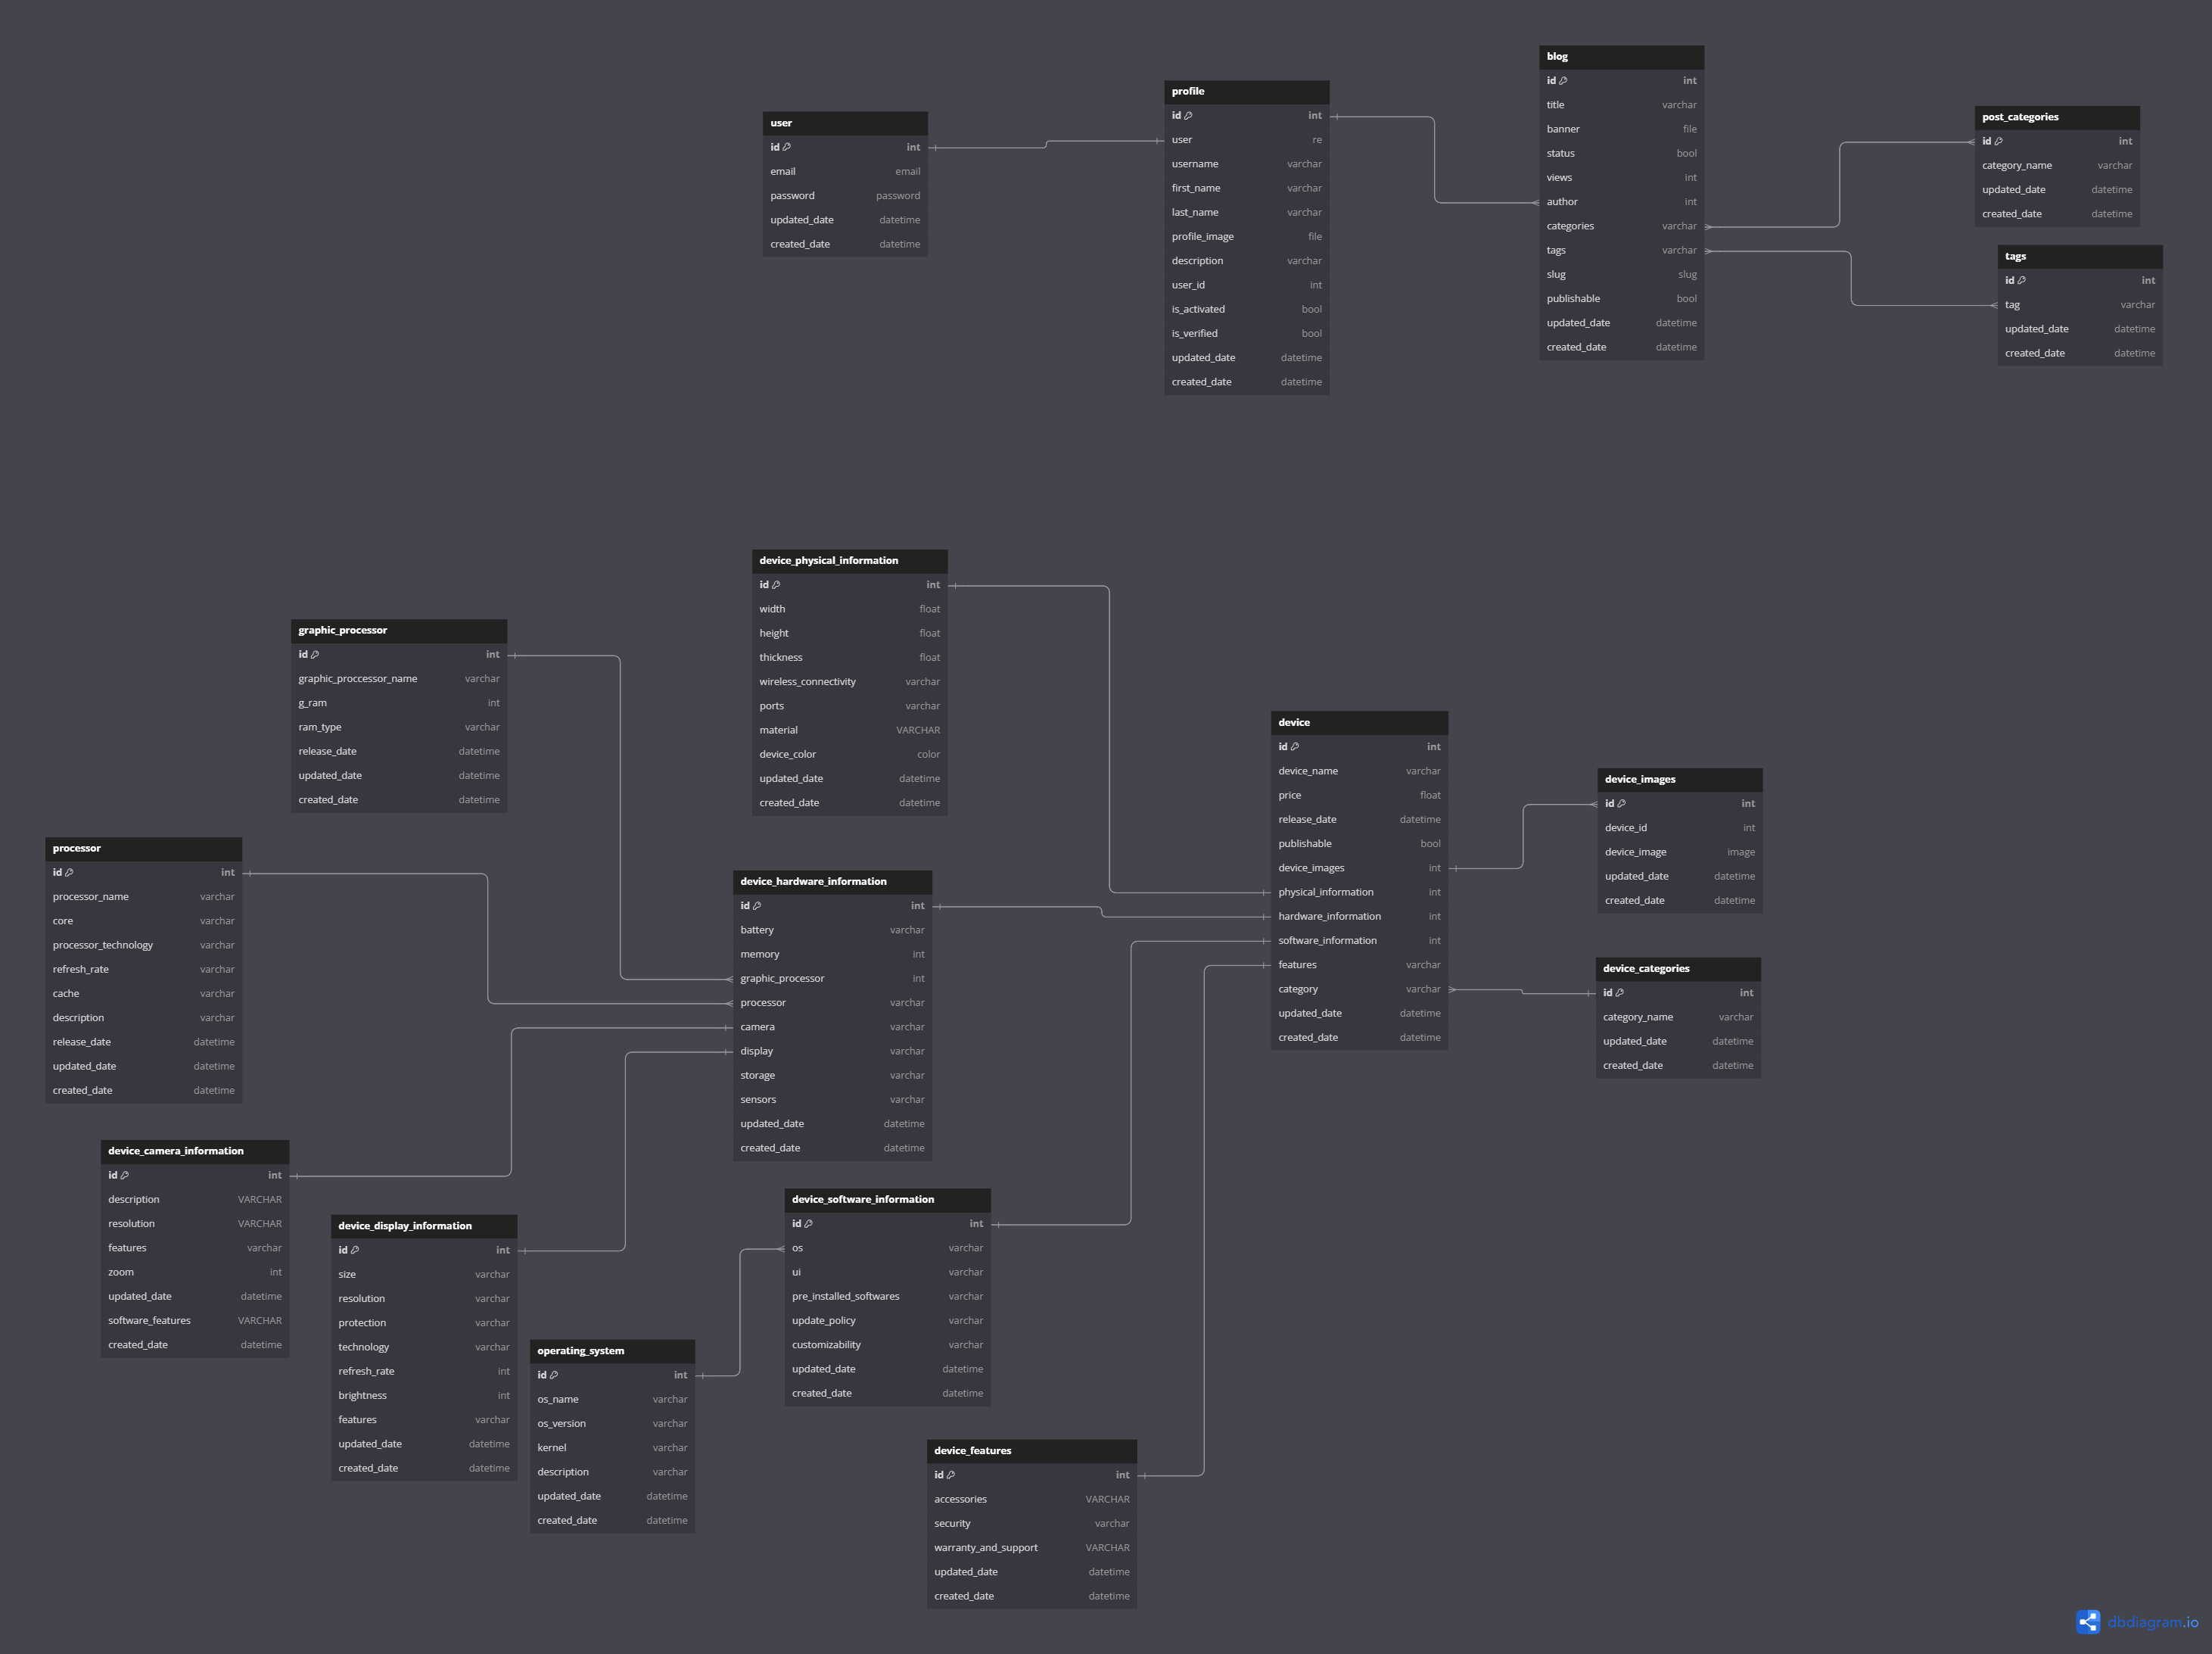 user
id int
email email
password password
updated_date datetime
created_date datetime
profile
id int
user re
username varchar
first_name varchar
last_name varchar
profile_image file
description varchar
user_id int
is_activated bool
is_verified bool
updated_date datetime
created_date datetime
blog
id int
title varchar
banner file
status bool
views int
author int
categories varchar
tags varchar
slug slug
publishable bool
updated_date datetime
created_date datetime
post_categories
id int
category_name varchar
updated_date datetime
created_date datetime
tags
id int
tag varchar
updated_date datetime
created_date datetime
device_physical_information
id int
width float
height float
thickness float
wireless_connectivity varchar
ports varchar
material VARCHAR
device_color color
updated_date datetime
created_date datetime
graphic_processor
id int
graphic_proccessor_name varchar
g_ram int
ram_type varchar
release_date datetime
updated_date datetime
created_date datetime
processor
id int
processor_name varchar
core varchar
processor_technology varchar
refresh_rate varchar
cache varchar
description varchar
release_date datetime
updated_date datetime
created_date datetime
device_hardware_information
id int
battery varchar
memory int
graphic_processor int
processor varchar
camera varchar
display varchar
storage varchar
sensors varchar
updated_date datetime
created_date datetime
device
id int
device_name varchar
price float
release_date datetime
publishable bool
device_images int
physical_information int
hardware_information int
software_information int
features varchar
category varchar
updated_date datetime
created_date datetime
device_images
id int
device_id int
device_image image
updated_date datetime
created_date datetime
device_categories
id int
category_name varchar
updated_date datetime
created_date datetime
device_camera_information
id int
description VARCHAR
resolution VARCHAR
features varchar
zoom int
updated_date datetime
software_features VARCHAR
created_date datetime
device_display_information
id int
size varchar
resolution varchar
protection varchar
technology varchar
refresh_rate int
brightness int
features varchar
updated_date datetime
created_date datetime
operating_system
id int
os_name varchar
os_version varchar
kernel varchar
description varchar
updated_date datetime
created_date datetime
device_software_information
id int
os varchar
ui varchar
pre_installed_softwares varchar
update_policy varchar
customizability varchar
updated_date datetime
created_date datetime
device_features
id int
accessories VARCHAR
security varchar
warranty_and_support VARCHAR
updated_date datetime
created_date datetime
dbdiagram.io